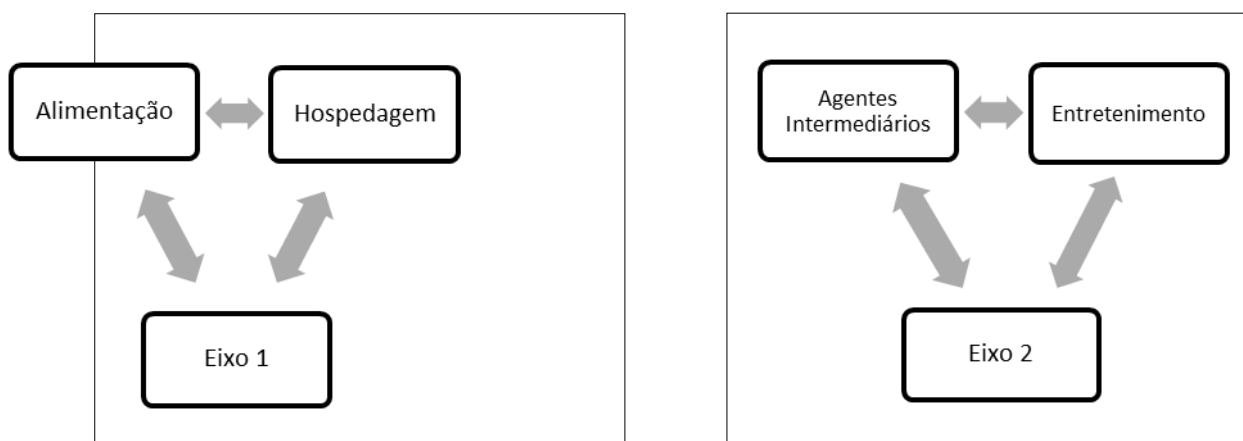 Alimentação
Hospedagem
Eixo 1
Agentes
Intermediários
Entretenimento
Eixo 2